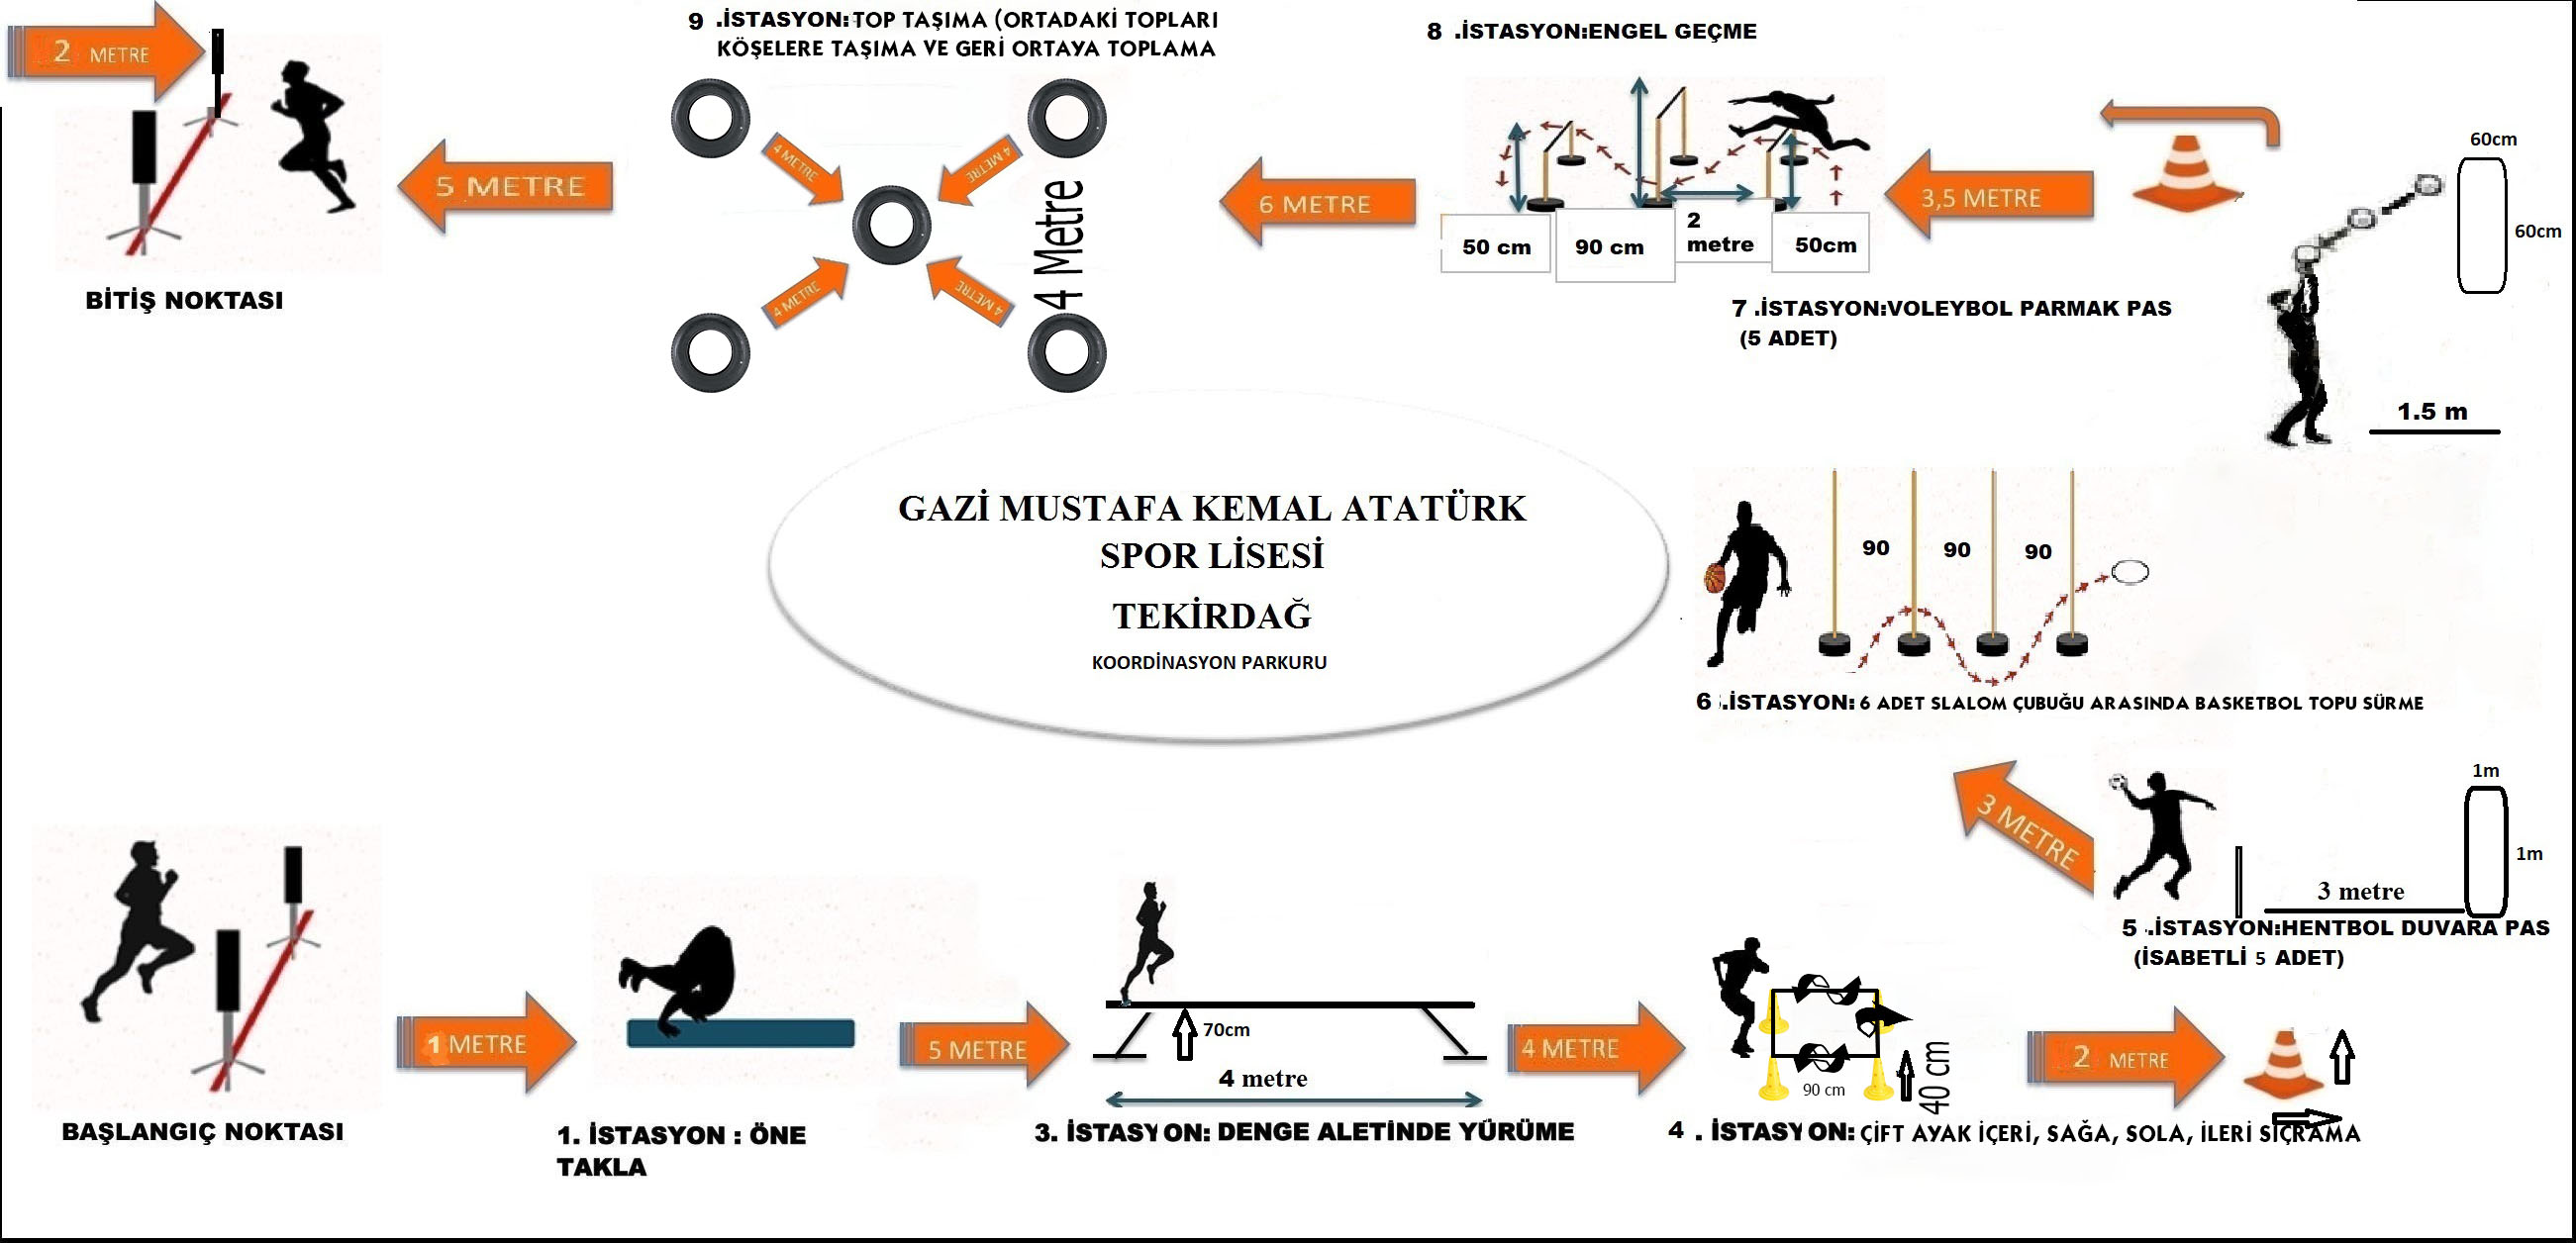 2 METRE
9 .İSTASYON: TOP TAŞIMA (ORTADAKİ TOPLARI
KÖŞELERE TAŞIMA VE GERİ ORTAYA TOPLAMA
8 .İSTASYON:ENGEL GEÇME
4 METRE
4 METRE
4 METRE
4 METRE
4 Metre
5 METRE
6 METRE
3,5 METRE
50 cm
90 cm
2
metre
50cm
60cm
60cm
BİTİŞ NOKTASI
7 .İSTASYON:VOLEYBOL PARMAK PAS
(5 ADET)
1.5 m
GAZİ MUSTAFA KEMAL ATATÜRK
SPOR LİSESİ
TEKİRDAĞ
KOORDİNASYON PARKURU
90
90
90
6 .İSTASYON: 6 ADET SLALOM ÇUBUĞU ARASINDA BASKETBOL TOPU SÜRME
3 METRE
1m
1m
3 metre
5 .İSTASYON:HENTBOL DUVARA PAS
(İSABETLİ 5 ADET)
1 METRE
5 METRE
70cm
4 metre
4 METRE
90 cm
40 cm
2 METRE
BAŞLANGIÇ NOKTASI
1. İSTASYON : ÖNE
TAKLA
3. İSTASYON: DENGE ALETİNDE YÜRÜME
4 . İSTASYON: ÇİFT AYAK İÇERİ, SAĞA, SOLA, İLERİ SIÇRAMA